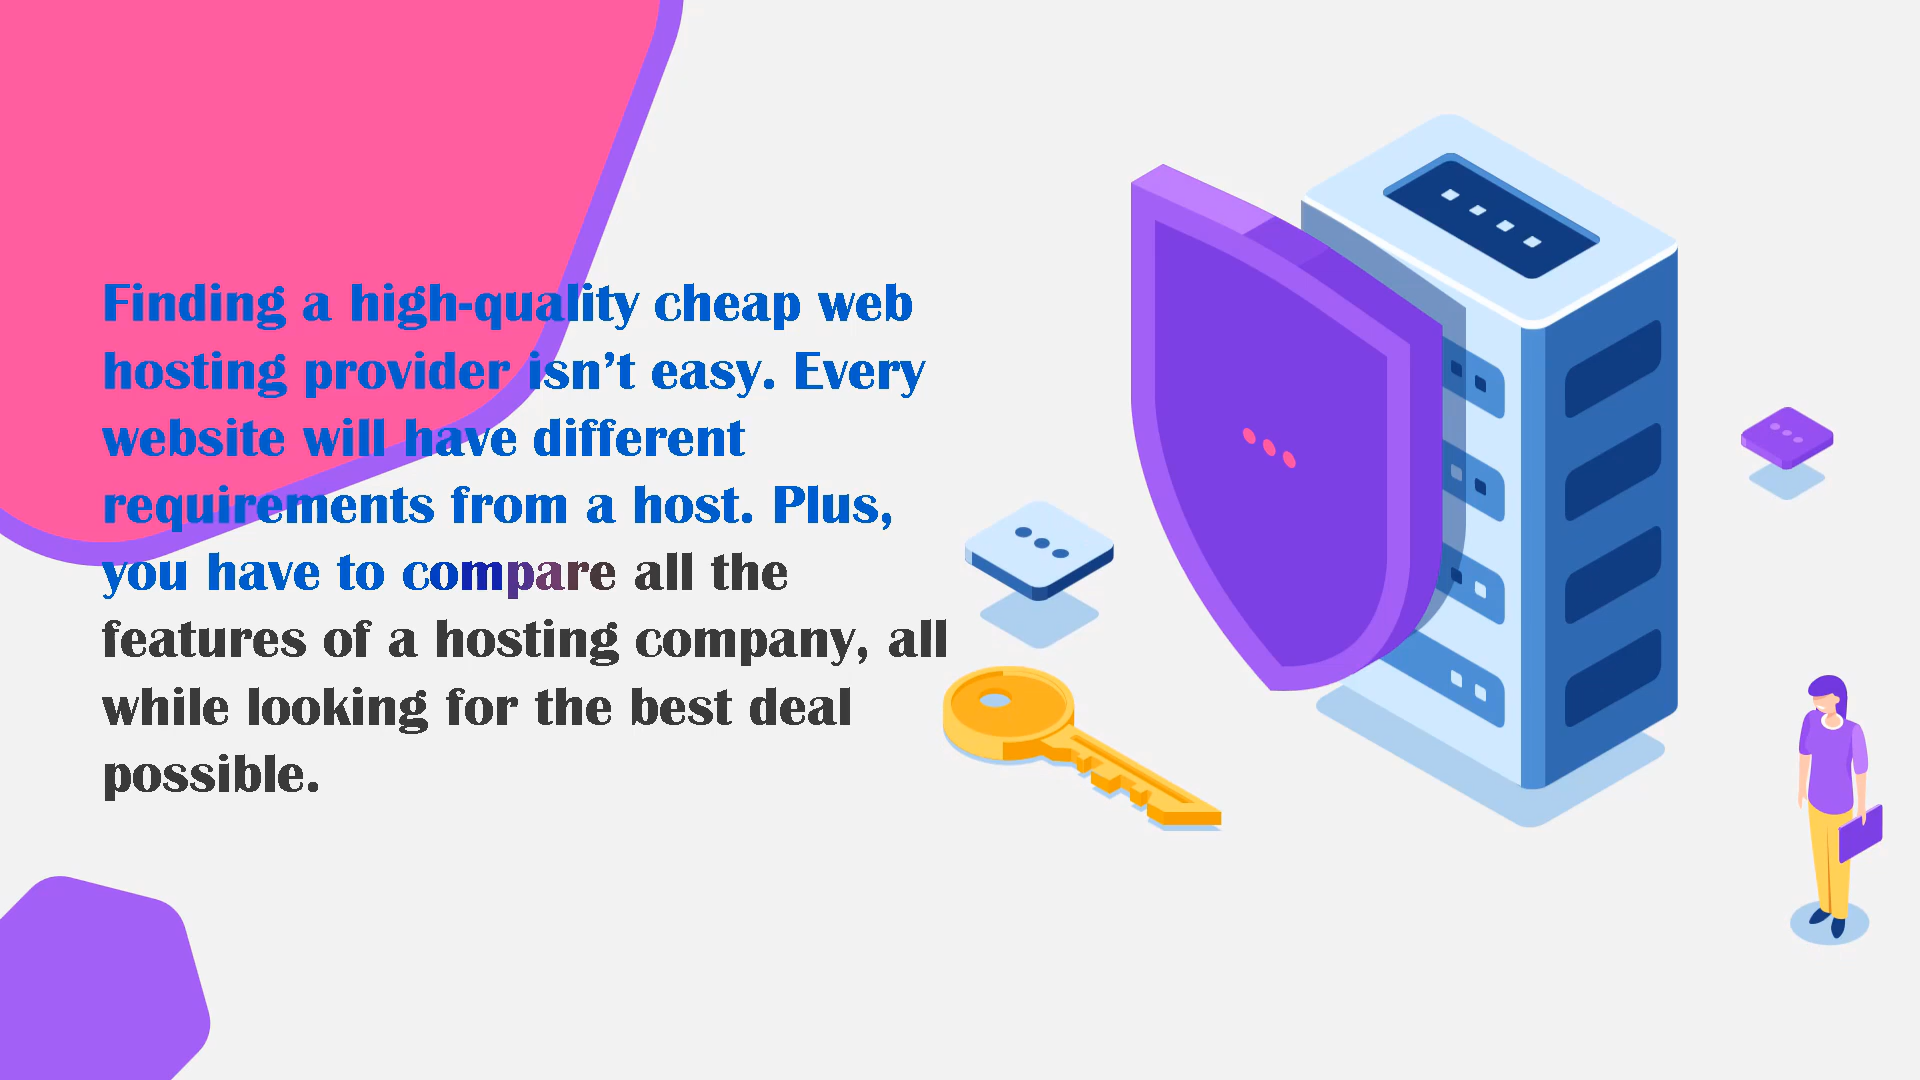 Finding a high-quality cheap web
hosting provider isn’t easy. Every
website will have different
requirements from a host. Plus,
you have to compare all the
features of a hosting company, all
while looking for the best deal
possible.